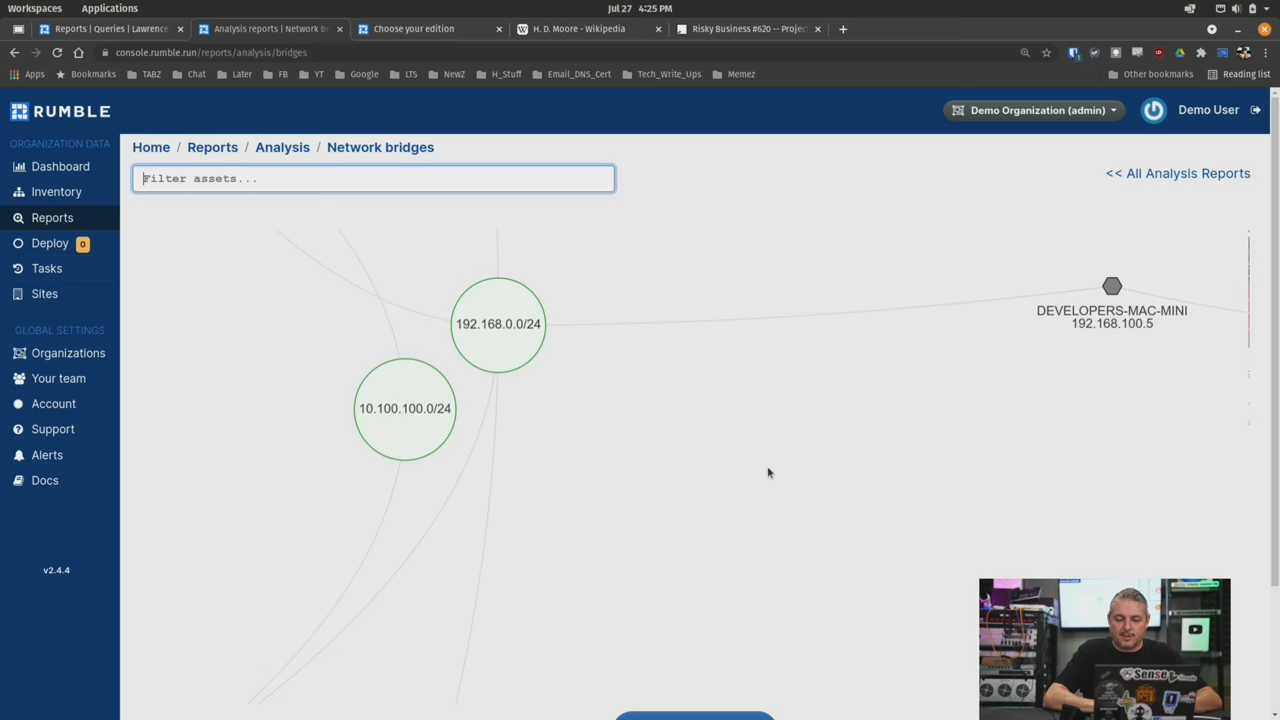 Workspaces Applications Jul 27 4:25 PM
Reports | Queries | Lawrence × Analysis reports | Network b × Choose your edition × H. D. Moore - Wikipedia × Risky Business #620 -- Projec × +
console.rumble.run/reports/analysis/bridges
Apps Bookmarks TABZ Chat Later FB YT Google LTS NewZ H_Stuff Email_DNS_Cert Tech_Write_Ups Memez Other bookmarks Reading list
RUMBLE Demo Organization (admin) Demo User
ORGANIZATION DATA
Dashboard
Inventory
Reports
Deploy 0
Tasks
Sites
GLOBAL SETTINGS
Organizations
Your team
Account
Support
Alerts
Docs
v2.4.4
Home / Reports / Analysis / Network bridges
Filter assets...
<< All Analysis Reports
192.168.0.0/24
10.100.100.0/24
DEVELOPERS-MAC-MINI
192.168.100.5
Sense